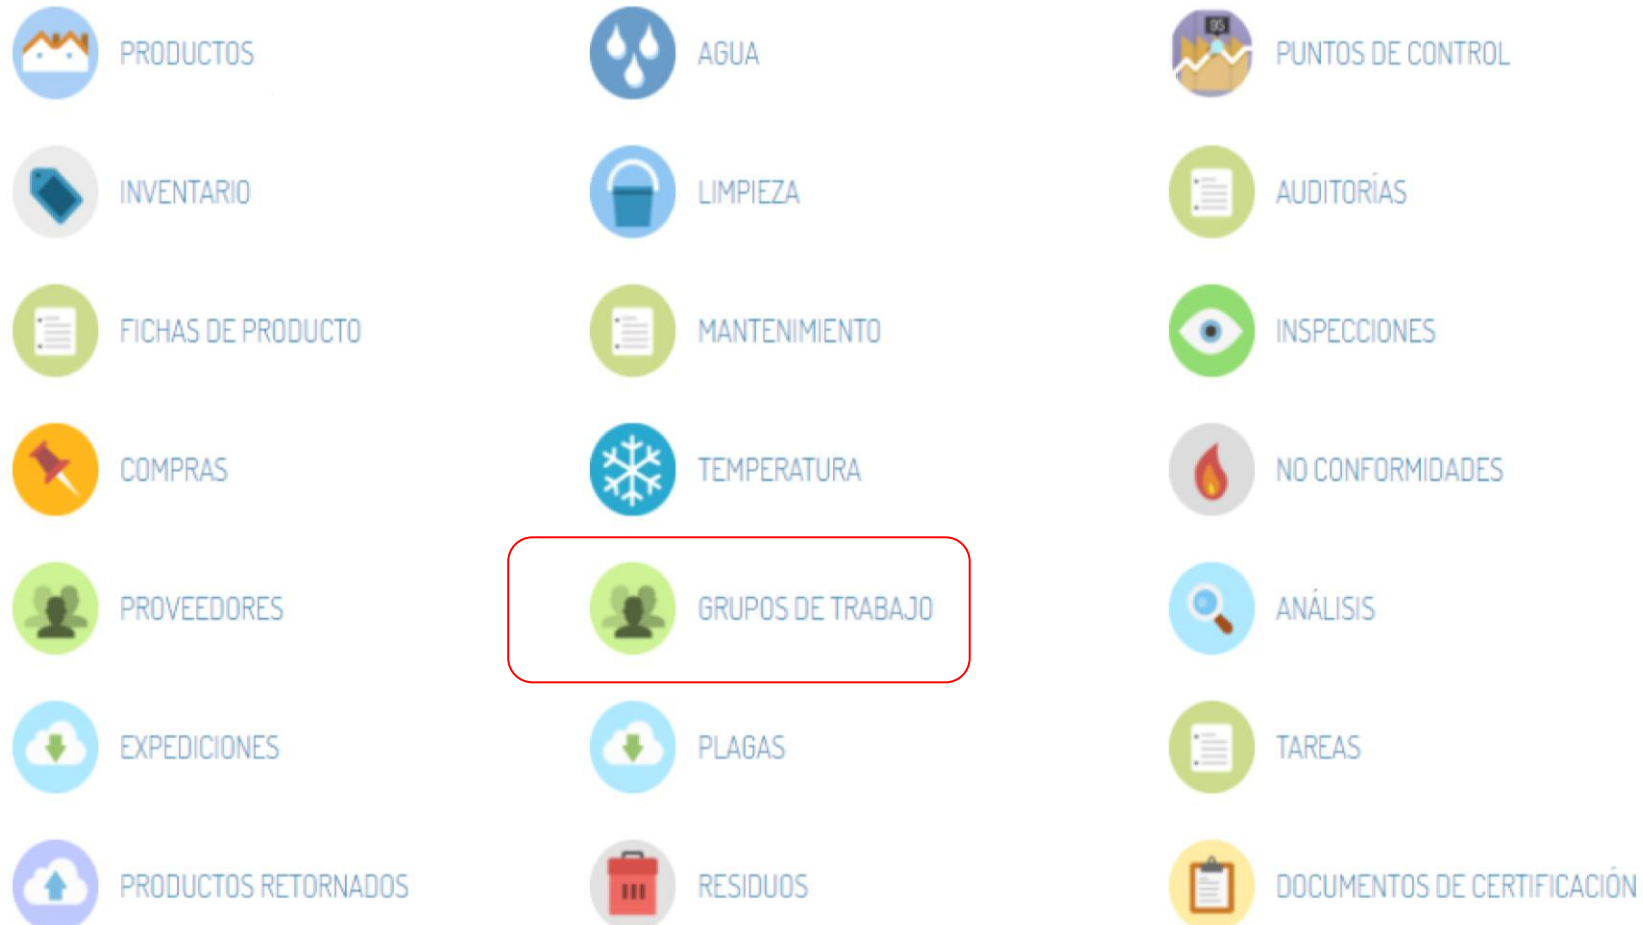 PRODUCTOS
AGUA
95
PUNTOS DE CONTROL
INVENTARIO
LIMPIEZA
AUDITORÍAS
FICHAS DE PRODUCTO
MANTENIMIENTO
INSPECCIONES
COMPRAS
TEMPERATURA
NO CONFORMIDADES
PROVEEDORES
GRUPOS DE TRABAJO
ANÁLISIS
EXPEDICIONES
PLAGAS
TAREAS
PRODUCTOS RETORNADOS
RESIDUOS
DOCUMENTOS DE CERTIFICACIÓN